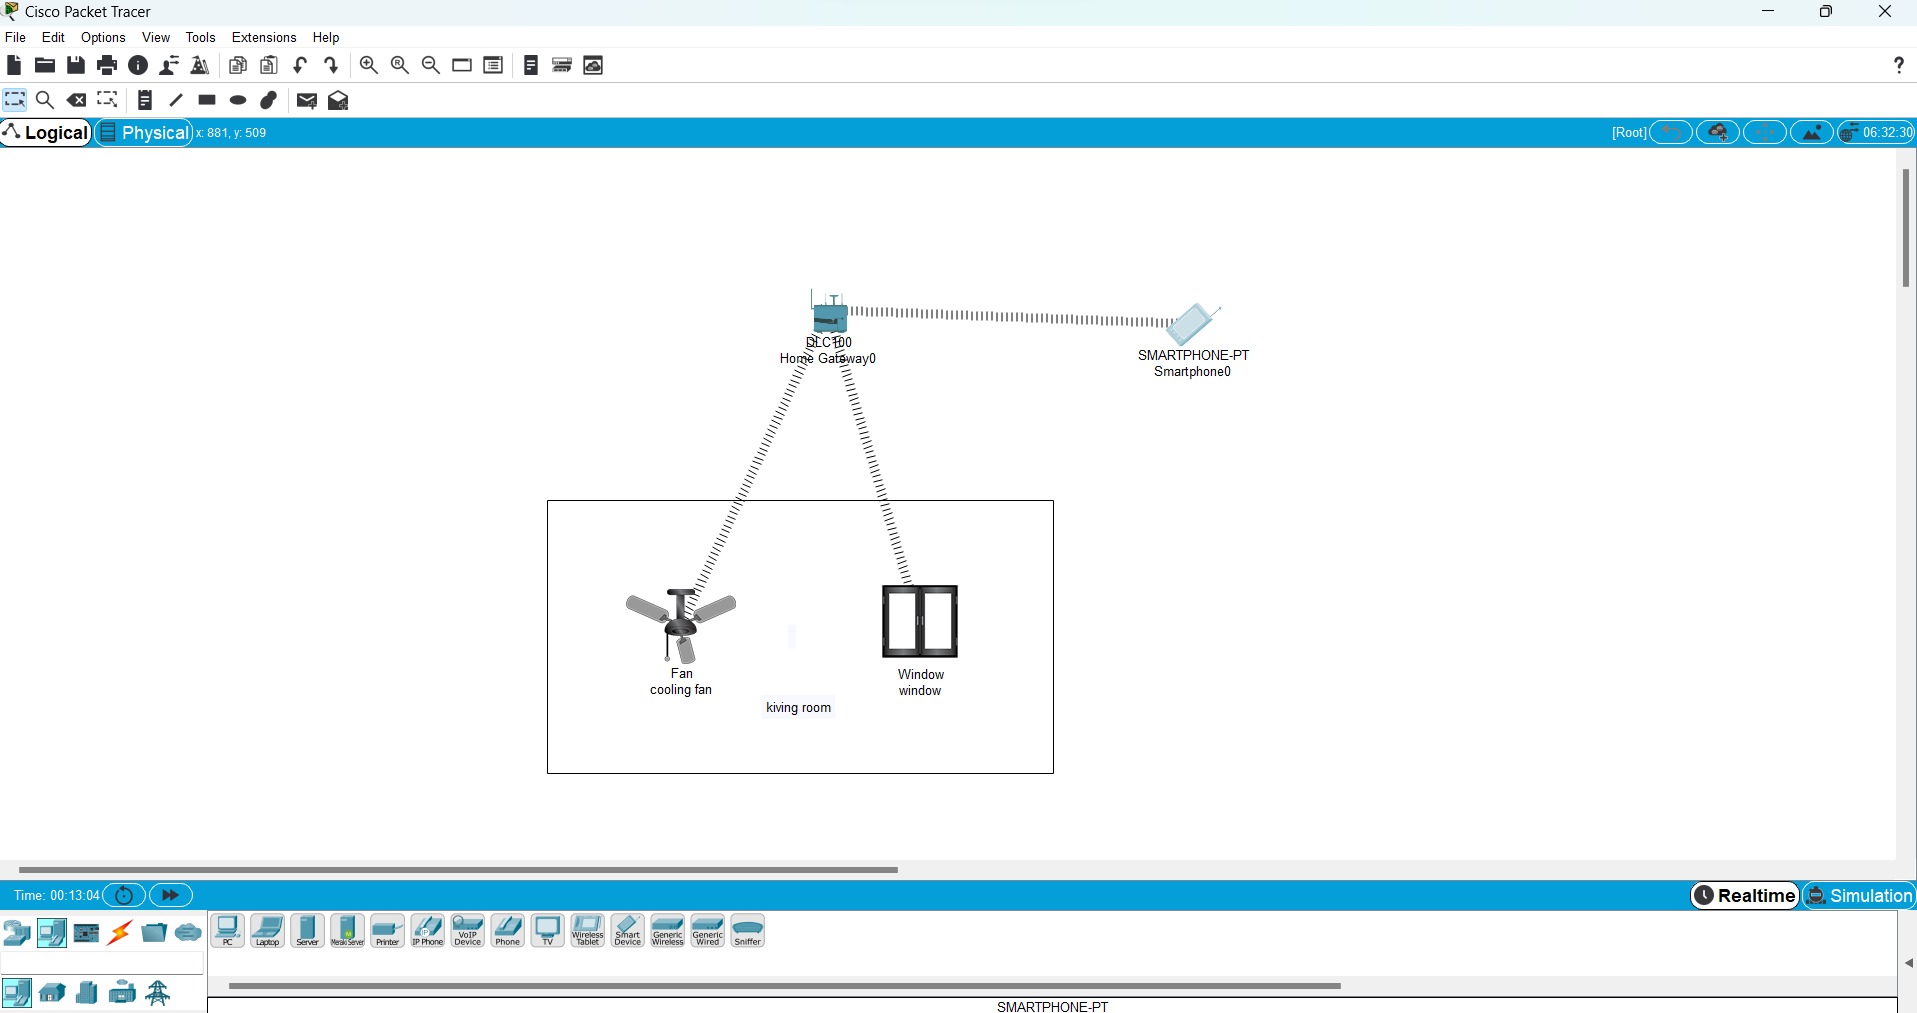 Cisco Packet Tracer
File Edit Options View Tools Extensions Help
?
Logical Physical x: 881, y: 509 [Root] 06:32:30
DLC100
Home Gateway0
SMARTPHONE-PT
Smartphone0
Fan
cooling fan
Window
window
kiving room
Time: 00:13:04 Realtime Simulation
PC Laptop Server Meraki Server Printer IP Phone VoIP Device Phone TV Wireless Tablet Smart Device Generic Wireless Generic Wired Sniffer
SMARTPHONE-PT